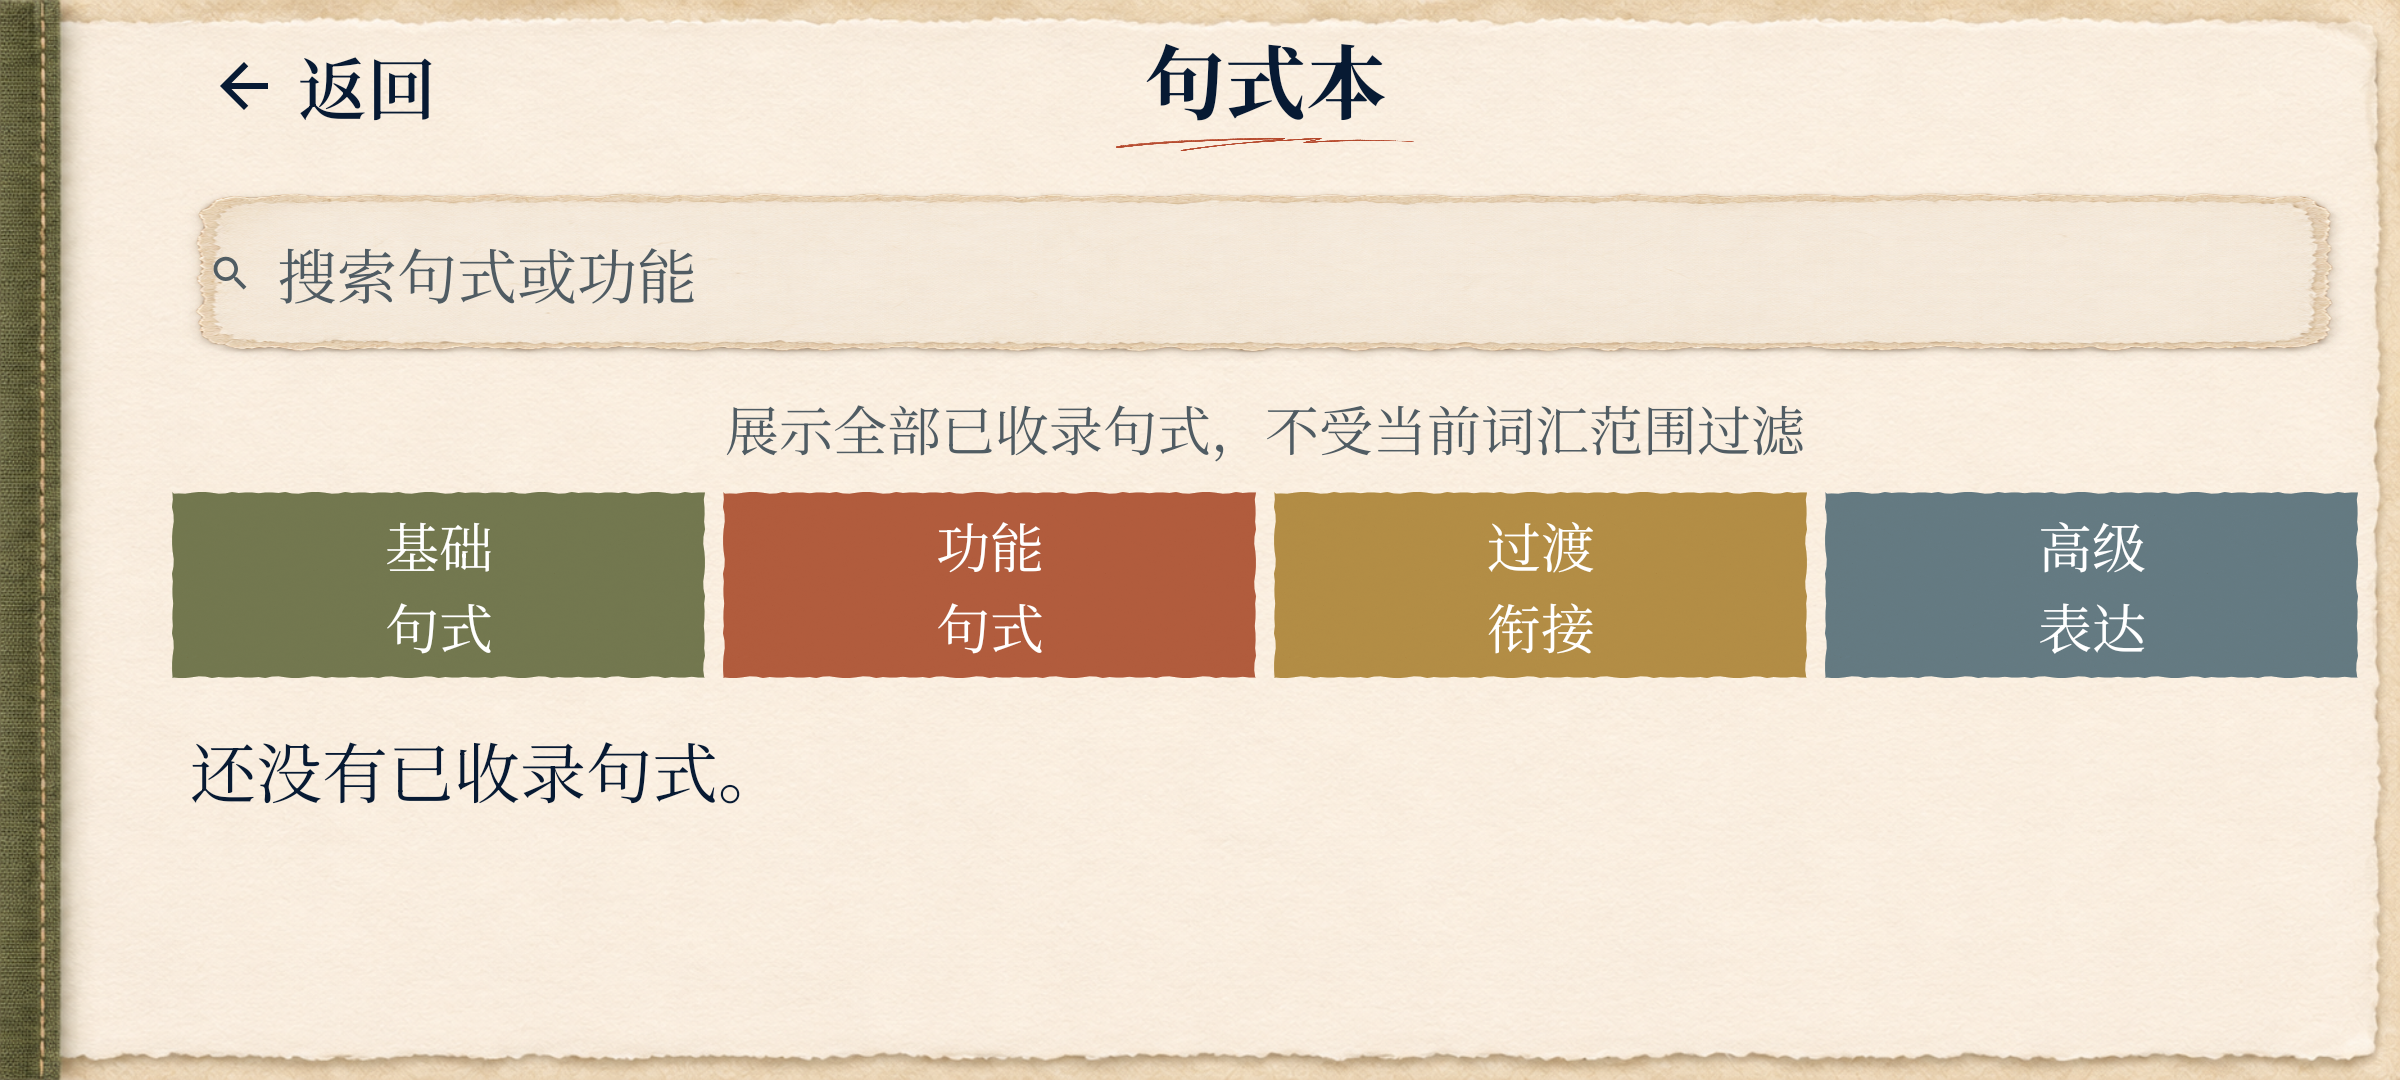 返回
句式本
搜索句式或功能
展示全部已收录句式，不受当前词汇范围过滤
基础
句式
功能
句式
过渡
衔接
高级
表达
还没有已收录句式。